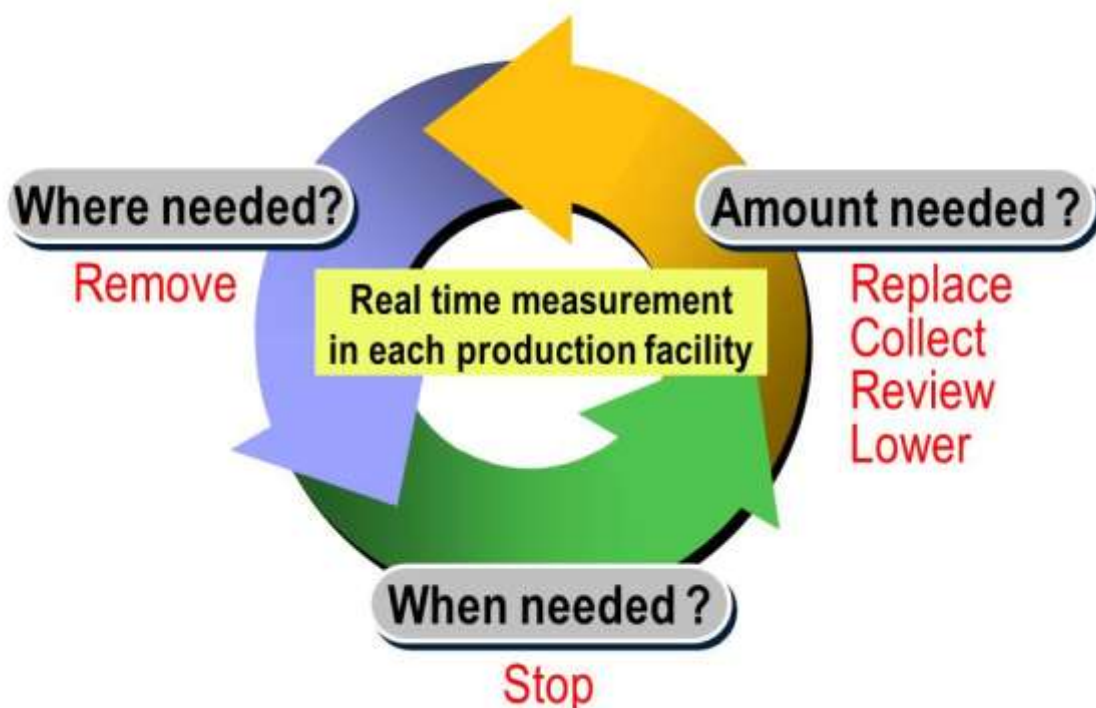 Where needed?
Remove
Amount needed ?
Replace
Collect
Review
Lower
Real time measurement
in each production facility
When needed ?
Stop